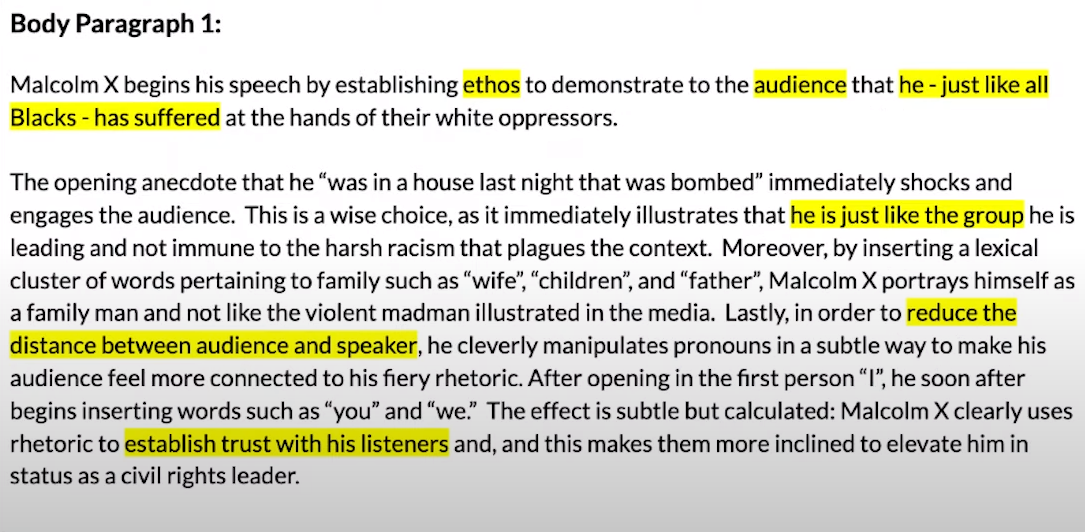 Body Paragraph 1:
Malcolm X begins his speech by establishing ethos to demonstrate to the audience that he - just like all
Blacks - has suffered at the hands of their white oppressors.
The opening anecdote that he “was in a house last night that was bombed” immediately shocks and
engages the audience.  This is a wise choice, as it immediately illustrates that he is just like the group he is
leading and not immune to the harsh racism that plagues the context.  Moreover, by inserting a lexical
cluster of words pertaining to family such as “wife”, “children”, and “father”, Malcolm X portrays himself as
a family man and not like the violent madman illustrated in the media.  Lastly, in order to reduce the
distance between audience and speaker, he cleverly manipulates pronouns in a subtle way to make his
audience feel more connected to his fiery rhetoric. After opening in the first person “I”, he soon after
begins inserting words such as “you” and “we.”  The effect is subtle but calculated: Malcolm X clearly uses
rhetoric to establish trust with his listeners and, and this makes them more inclined to elevate him in
status as a civil rights leader.